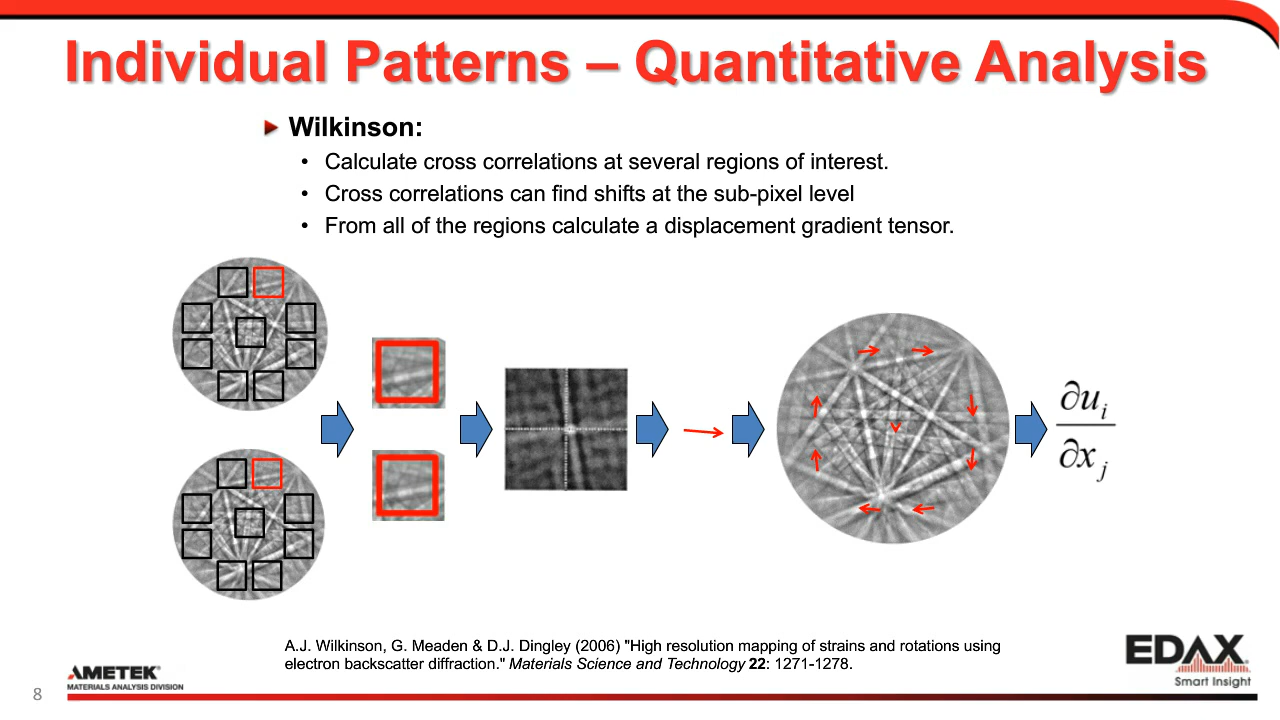 Individual Patterns – Quantitative Analysis
Wilkinson:
• Calculate cross correlations at several regions of interest.
• Cross correlations can find shifts at the sub-pixel level
• From all of the regions calculate a displacement gradient tensor.
∂u_i
∂x_j
A.J. Wilkinson, G. Meaden & D.J. Dingley (2006) "High resolution mapping of strains and rotations using
electron backscatter diffraction." Materials Science and Technology 22: 1271-1278.
AMETEK®
MATERIALS ANALYSIS DIVISION
EDAX
Smart Insight
8